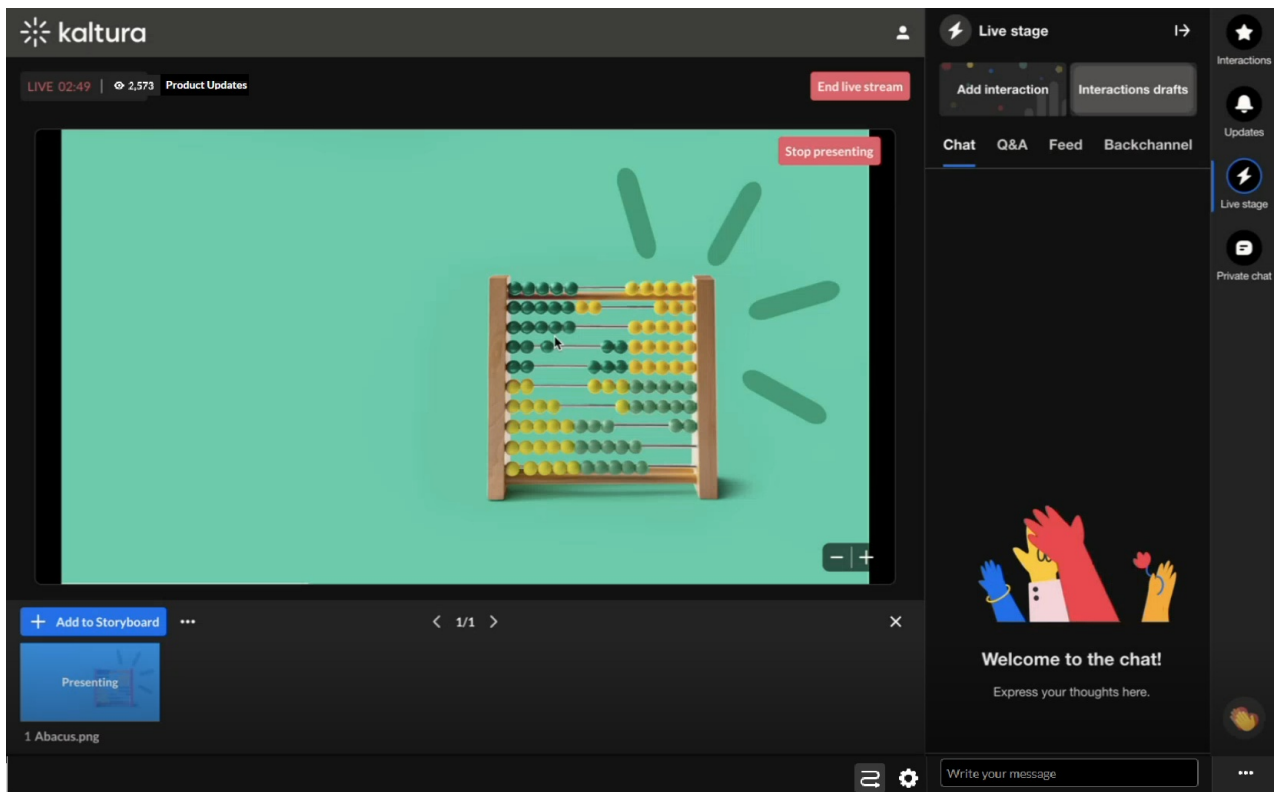 kaltura
LIVE 02:49 | 2,573 Product Updates
End live stream
Stop presenting
+ Add to Storyboard ...
< 1/1 >
Presenting
1 Abacus.png
Live stage
Add interaction
Interactions drafts
Chat Q&A Feed Backchannel
Welcome to the chat!
Express your thoughts here.
Write your message
Interactions
Updates
Live stage
Private chat